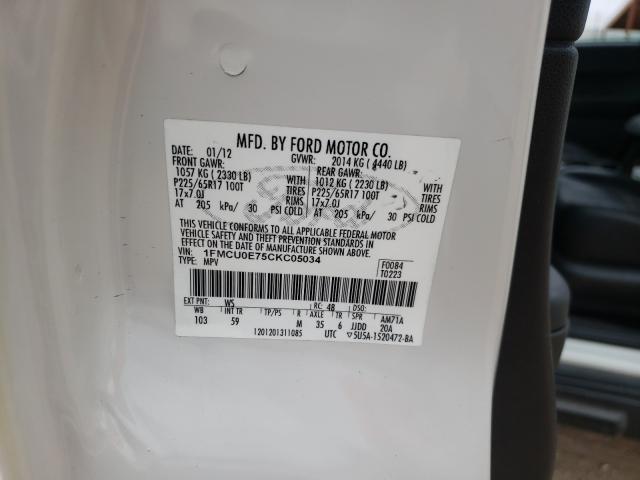 MFD. BY FORD MOTOR CO.
DATE: 01/12 GVWR: 2014 KG (4440 LB)
FRONT GAWR: REAR GAWR:
1057 KG (2330 LB) WITH 1012 KG (2230 LB) WITH
P225/65R17 100T TIRES P225/65R17 100T TIRES
17x7.0J RIMS 17x7.0J RIMS
AT 205 kPa/ 30 PSI COLD AT 205 kPa/ 30 PSI COLD
THIS VEHICLE CONFORMS TO ALL APPLICABLE FEDERAL MOTOR
VEHICLE SAFETY AND THEFT PREVENTION STANDARDS IN
EFFECT ON THE DATE OF MANUFACTURE SHOWN ABOVE.
VIN: 1FMCU0E75CKC05034 F0084
TYPE: MPV T0223
EXT PNT: WS RC: 48 DSO:
WB INT TR TP/PS R AXLE TR SPR AM71A
103 59 M 35 6 JJDD 20A
1201201311085 UTC 5U5A-1520472-BA